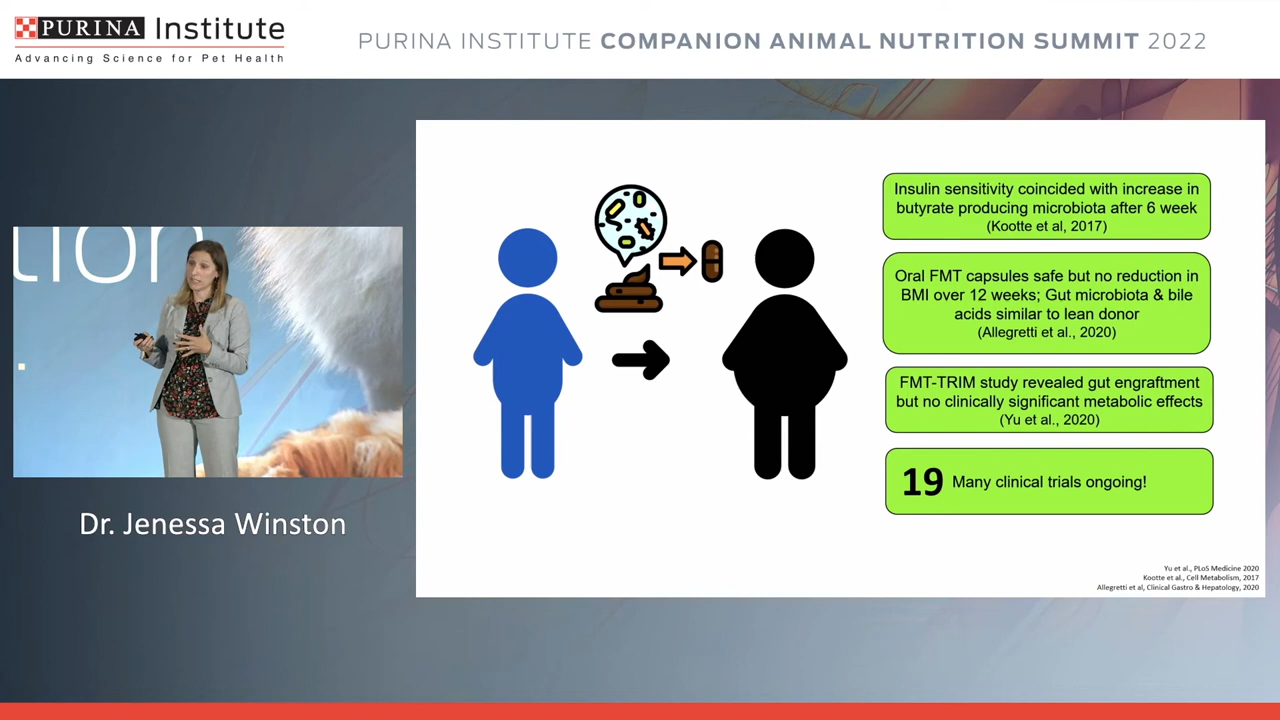 PURINA Institute
Advancing Science for Pet Health
PURINA INSTITUTE COMPANION ANIMAL NUTRITION SUMMIT 2022
tion
Dr. Jenessa Winston
Insulin sensitivity coincided with increase in
butyrate producing microbiota after 6 week
(Kootte et al, 2017)
Oral FMT capsules safe but no reduction in
BMI over 12 weeks; Gut microbiota & bile
acids similar to lean donor
(Allegretti et al., 2020)
FMT-TRIM study revealed gut engraftment
but no clinically significant metabolic effects
(Yu et al., 2020)
19 Many clinical trials ongoing!
Yu et al., PLoS Medicine 2020
Kootte et al., Cell Metabolism, 2017
Allegretti et al, Clinical Gastro & Hepatology, 2020